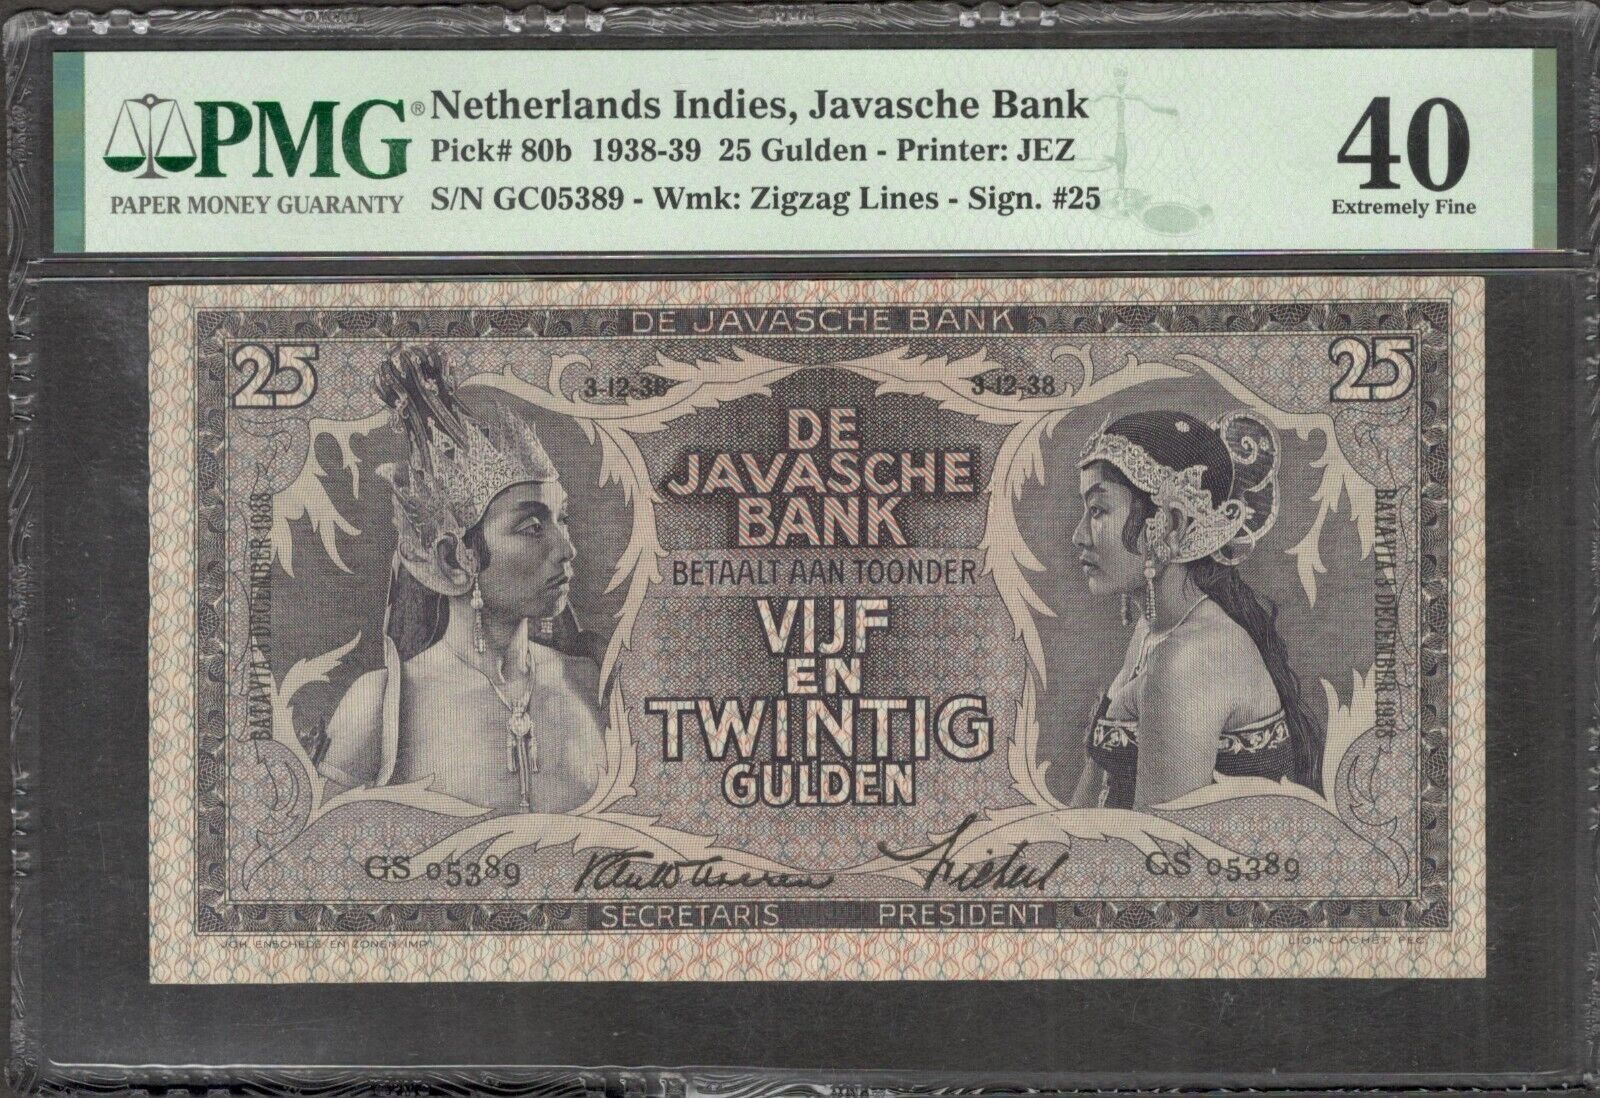 PMG®
PAPER MONEY GUARANTY
Netherlands Indies, Javasche Bank
Pick# 80b 1938-39 25 Gulden - Printer: JEZ
S/N GC05389 - Wmk: Zigzag Lines - Sign. #25
40
Extremely Fine
DE JAVASCHE BANK
25
25
3-12-38
3-12-38
DE
JAVASCHE
BANK
BETAALT AAN TOONDER
VIJF
EN
TWINTIG
GULDEN
BATAVIA 3 DECEMBER 1938
BATAVIA 3 DECEMBER 1938
GS 05389
GS 05389
SECRETARIS PRESIDENT
JOH. ENSCHEDE EN ZONEN IMP.
LION CACHET FEC.